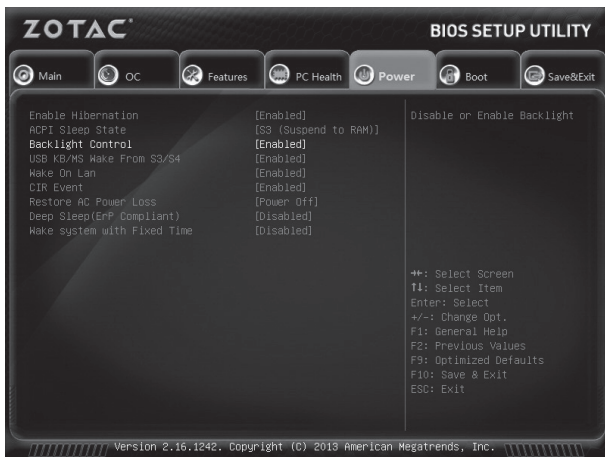 ZOTAC
BIOS SETUP UTILITY
Main OC Features PC Health Power Boot Save&Exit
Enable Hibernation [Enabled]
ACPI Sleep State [S3 (Suspend to RAM)]
Backlight Control [Enabled]
USB KB/MS Wake From S3/S4 [Enabled]
Wake On Lan [Enabled]
CIR Event [Enabled]
Restore AC Power Loss [Power Off]
Deep Sleep(ErP Compliant) [Disabled]
Wake system with Fixed Time [Disabled]
Disable or Enable Backlight
→←: Select Screen
↑↓: Select Item
Enter: Select
+/-: Change Opt.
F1: General Help
F2: Previous Values
F9: Optimized Defaults
F10: Save & Exit
ESC: Exit
Version 2.16.1242. Copyright (C) 2013 American Megatrends, Inc.